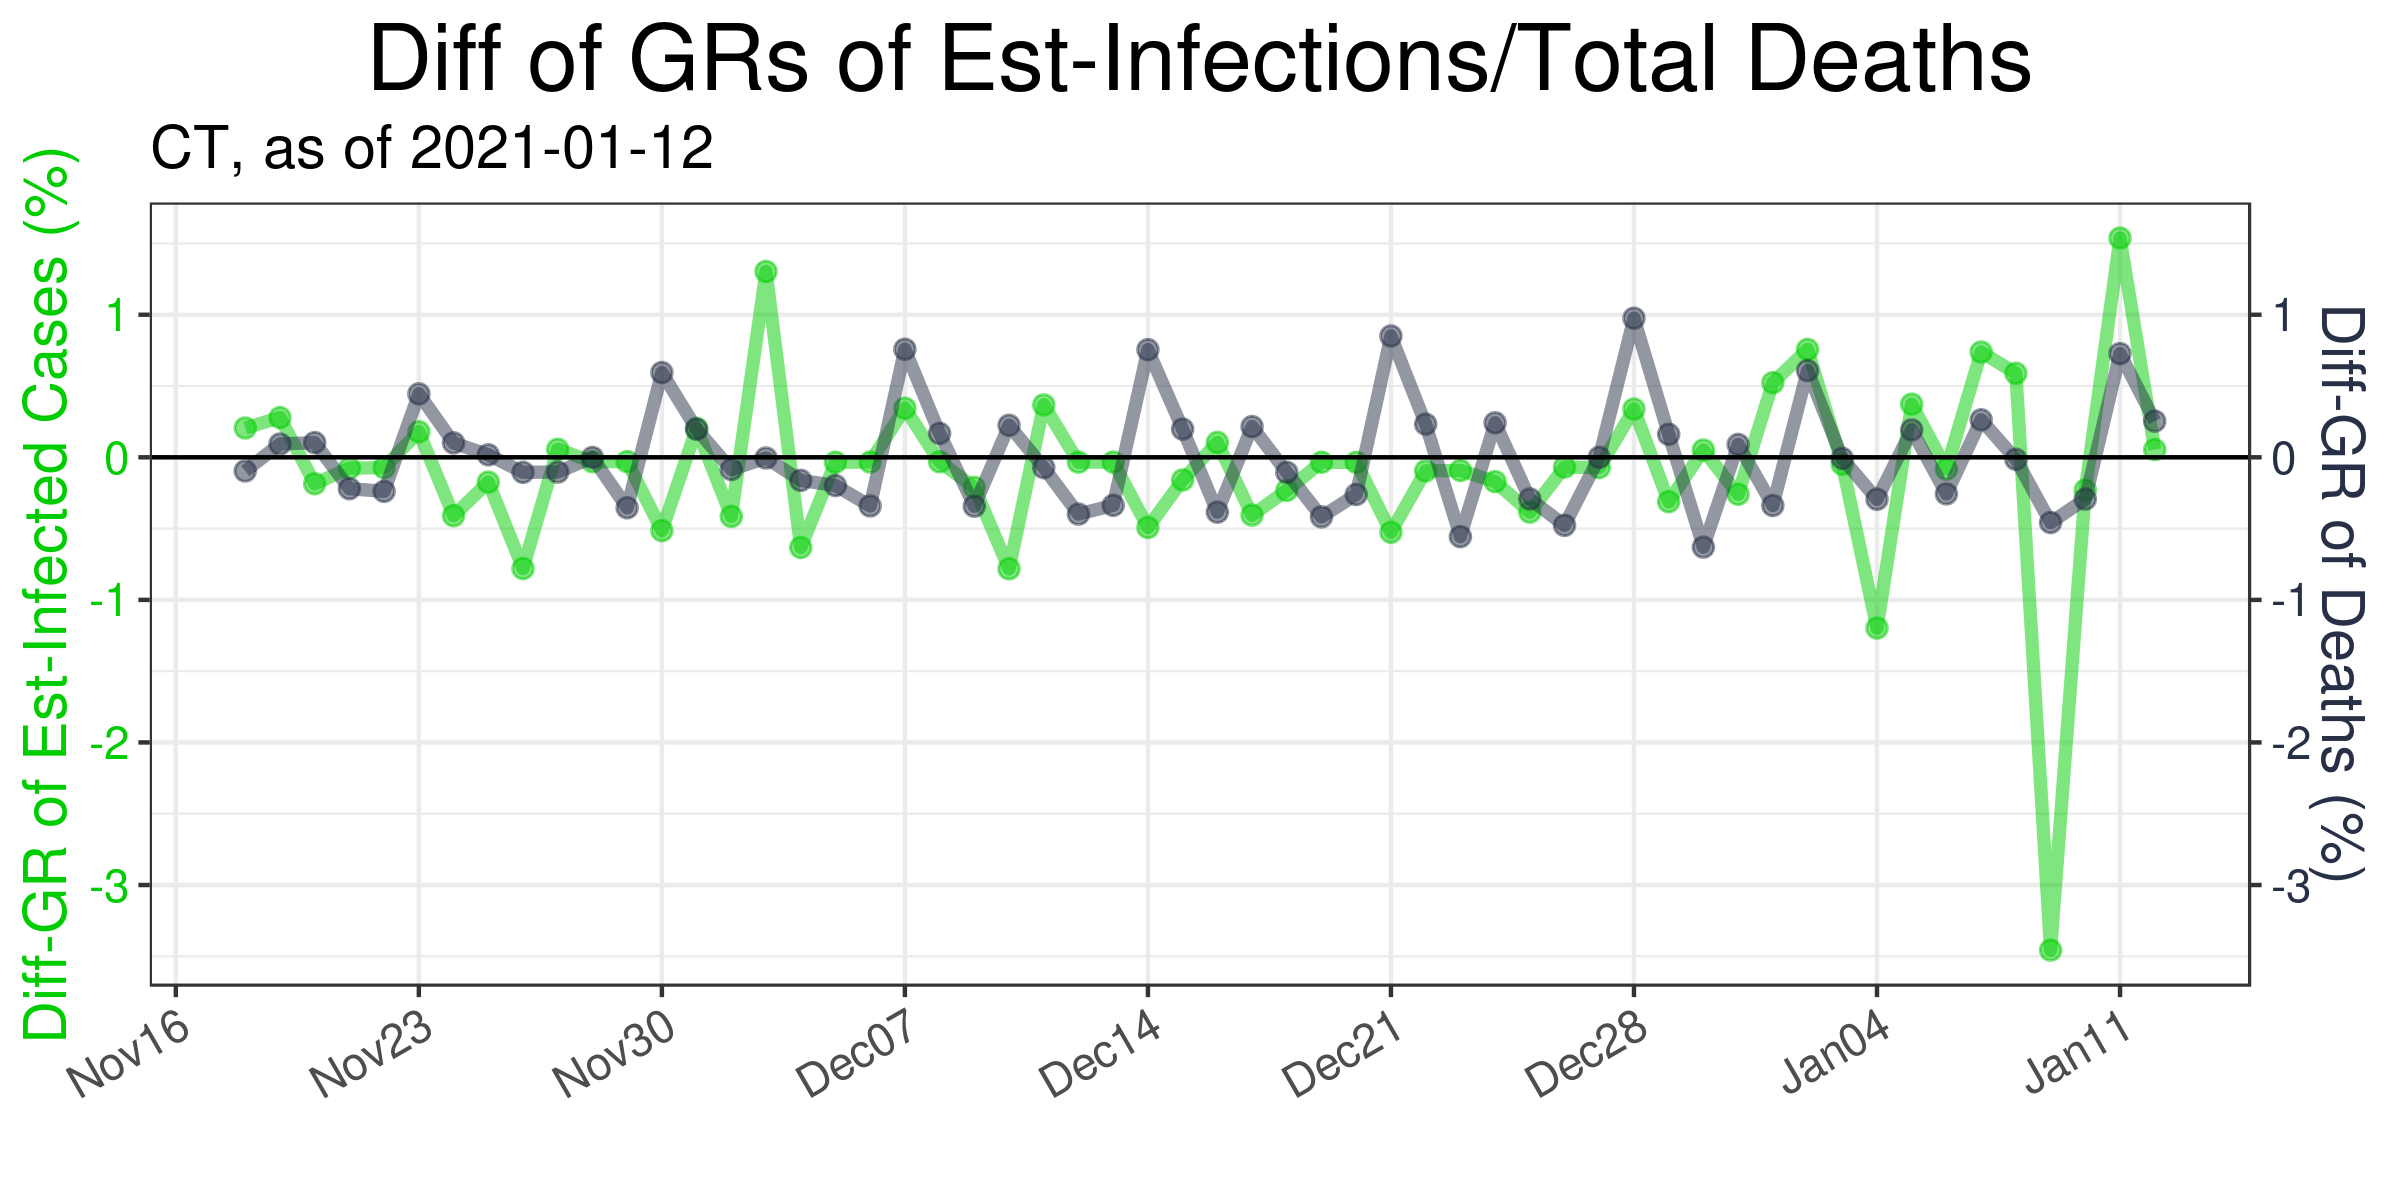 Diff of GRs of Est-Infections/Total Deaths
CT, as of 2021-01-12
Diff-GR of Est-Infected Cases (%)
1
0
-1
-2
-3
1
0
-1
-2
-3
Diff-GR of Deaths (%)
Nov16
Nov23
Nov30
Dec07
Dec14
Dec21
Dec28
Jan04
Jan11